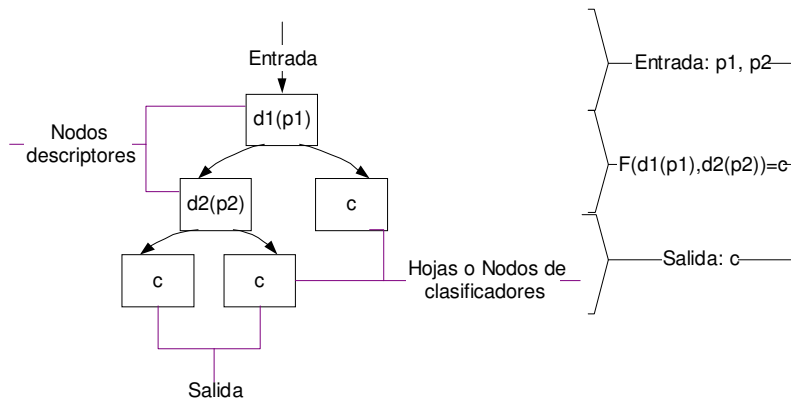 Entrada
d1(p1)
Nodos
descriptores
d2(p2)
c
c
c
Hojas o Nodos de
clasificadores
Salida
Entrada: p1, p2
F(d1(p1),d2(p2))=c
Salida: c